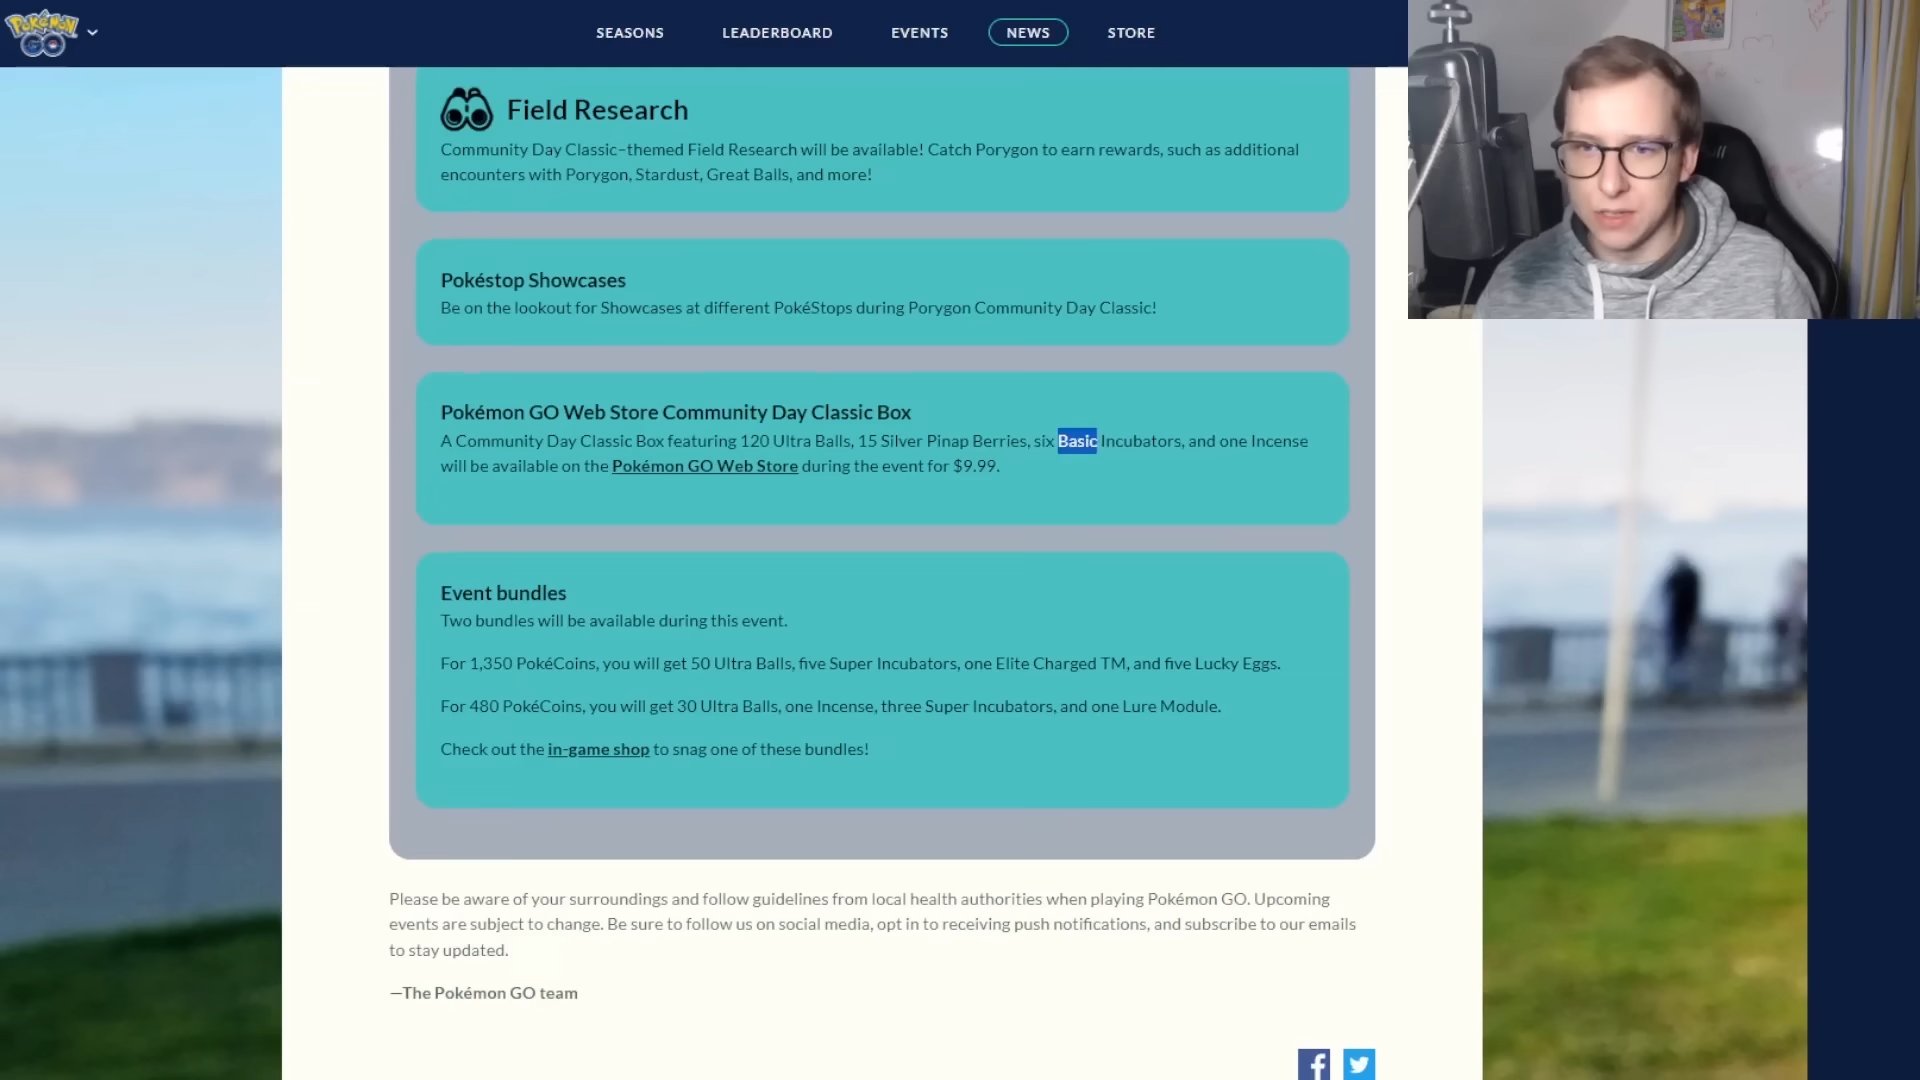 Pokémon
GO
SEASONS
LEADERBOARD
EVENTS
NEWS
STORE
Field Research
Community Day Classic–themed Field Research will be available! Catch Porygon to earn rewards, such as additional
encounters with Porygon, Stardust, Great Balls, and more!
Pokéstop Showcases
Be on the lookout for Showcases at different PokéStops during Porygon Community Day Classic!
Pokémon GO Web Store Community Day Classic Box
A Community Day Classic Box featuring 120 Ultra Balls, 15 Silver Pinap Berries, six Basic Incubators, and one Incense
will be available on the Pokémon GO Web Store during the event for $9.99.
Event bundles
Two bundles will be available during this event.
For 1,350 PokéCoins, you will get 50 Ultra Balls, five Super Incubators, one Elite Charged TM, and five Lucky Eggs.
For 480 PokéCoins, you will get 30 Ultra Balls, one Incense, three Super Incubators, and one Lure Module.
Check out the in-game shop to snag one of these bundles!
Please be aware of your surroundings and follow guidelines from local health authorities when playing Pokémon GO. Upcoming
events are subject to change. Be sure to follow us on social media, opt in to receiving push notifications, and subscribe to our emails
to stay updated.
—The Pokémon GO team